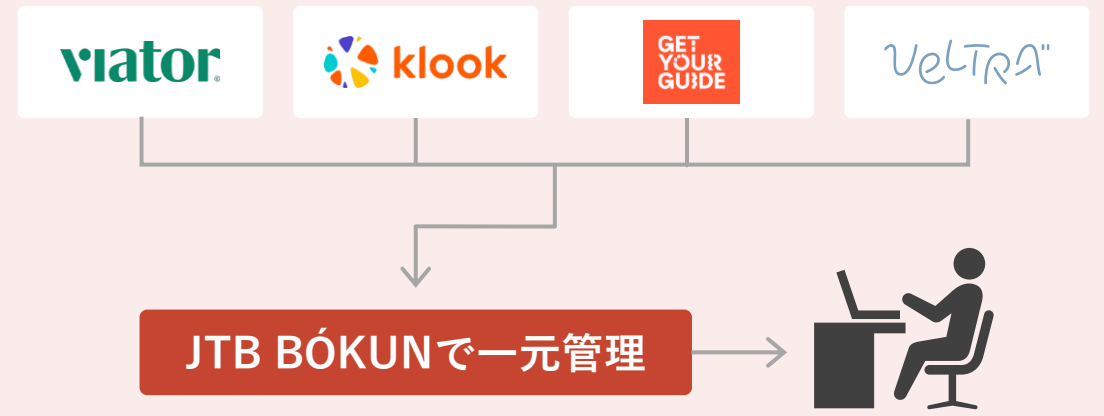 viator
klook
GET
YOUR
GUIDE
VeLTRA
JTB BÓKUNで一元管理